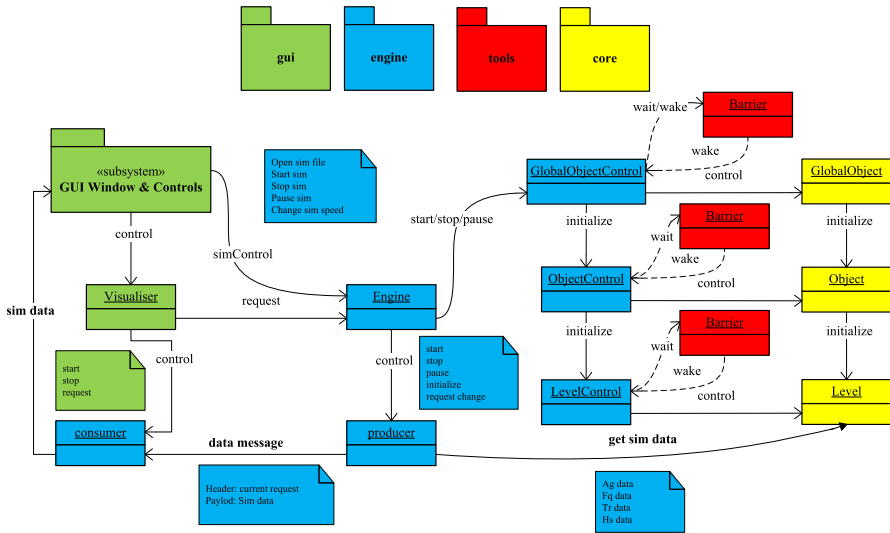 gui
engine
tools
core
wait/wake
Barrier
wake
«subsystem»
GUI Window & Controls
Open sim file
Start sim
Stop sim
Pause sim
Change sim speed
GlobalObjectControl
control
GlobalObject
start/stop/pause
initialize
initialize
control
simControl
Barrier
wait
wake
ObjectControl
control
Object
sim data
Visualiser
request
Engine
initialize
initialize
Barrier
wait
wake
start
stop
request
control
control
start
stop
pause
initialize
request change
LevelControl
control
Level
consumer
data message
producer
get sim data
Header: current request
Paylod: Sim data
Ag data
Fq data
Tr data
Hs data